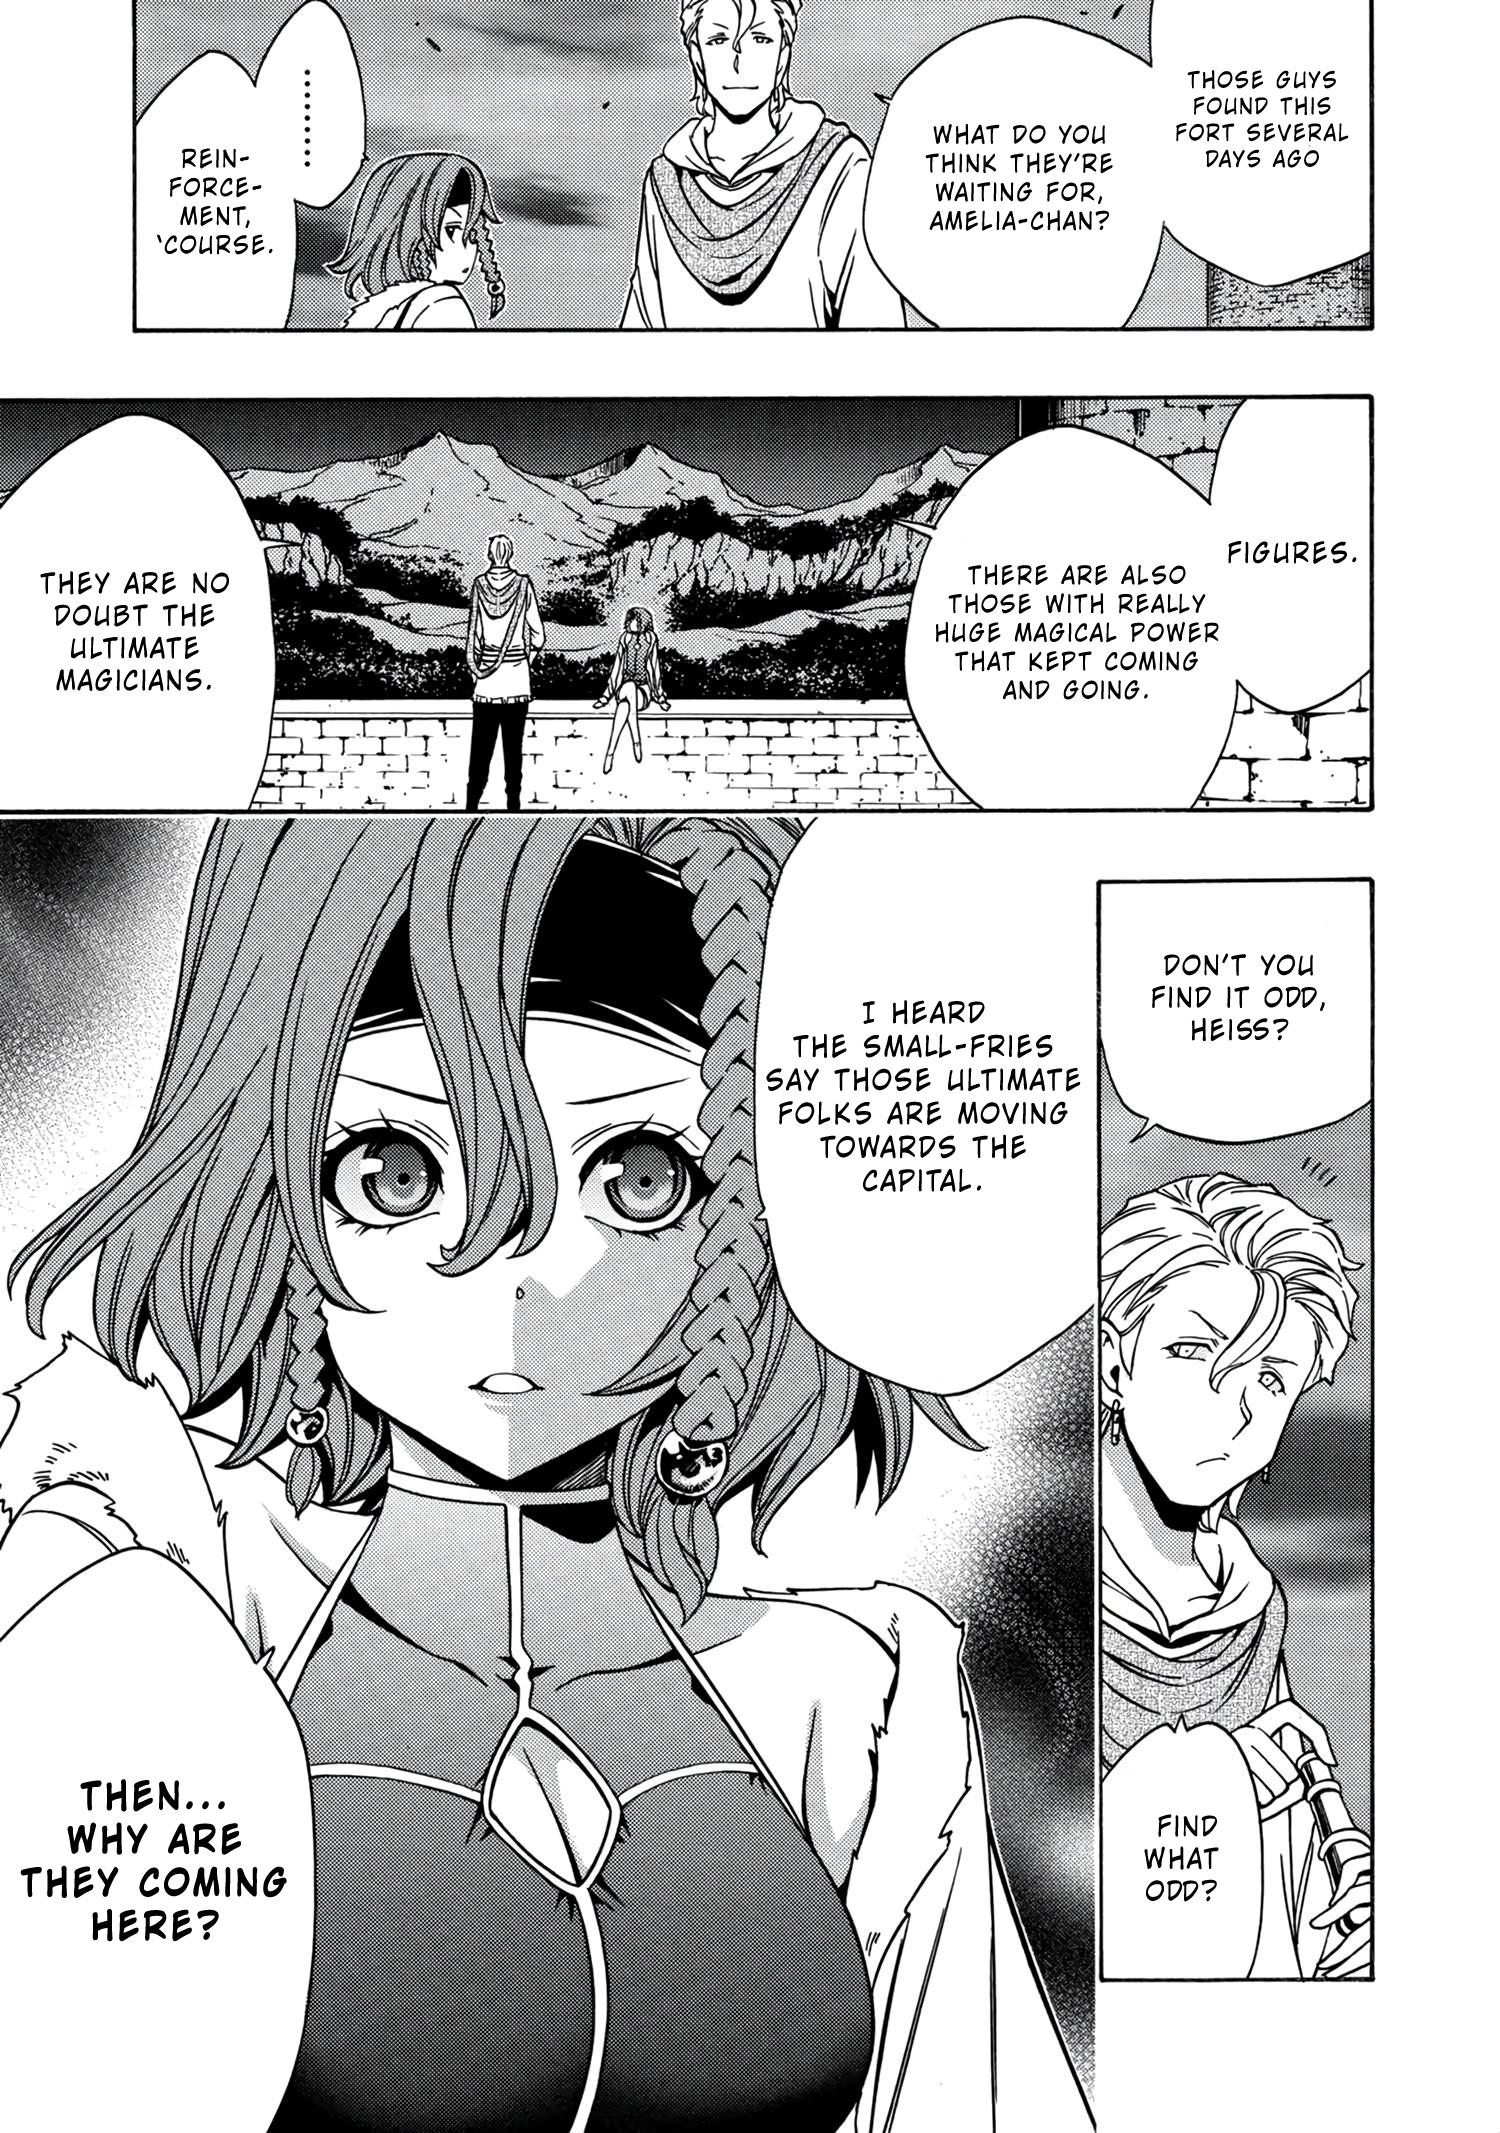 THOSE GUYS
FOUND THIS
FORT SEVERAL
DAYS AGO
WHAT DO YOU
THINK THEY'RE
WAITING FOR,
AMELIA-CHAN?
.........
REIN-
FORCE-
MENT,
'COURSE.
FIGURES.
THERE ARE ALSO
THOSE WITH REALLY
HUGE MAGICAL POWER
THAT KEPT COMING
AND GOING.
THEY ARE NO
DOUBT THE
ULTIMATE
MAGICIANS.
DON'T YOU
FIND IT ODD,
HEISS?
FIND
WHAT
ODD?
I HEARD
THE SMALL-FRIES
SAY THOSE ULTIMATE
FOLKS ARE MOVING
TOWARDS THE
CAPITAL.
THEN...
WHY ARE
THEY COMING
HERE?